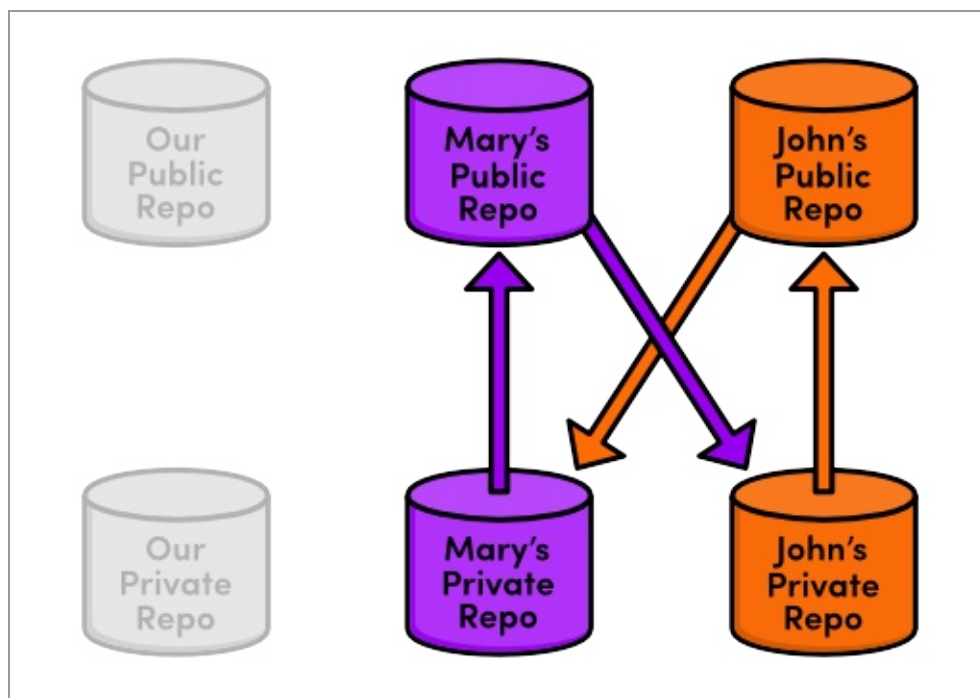 Our
Public
Repo
Mary's
Public
Repo
John's
Public
Repo
Our
Private
Repo
Mary's
Private
Repo
John's
Private
Repo